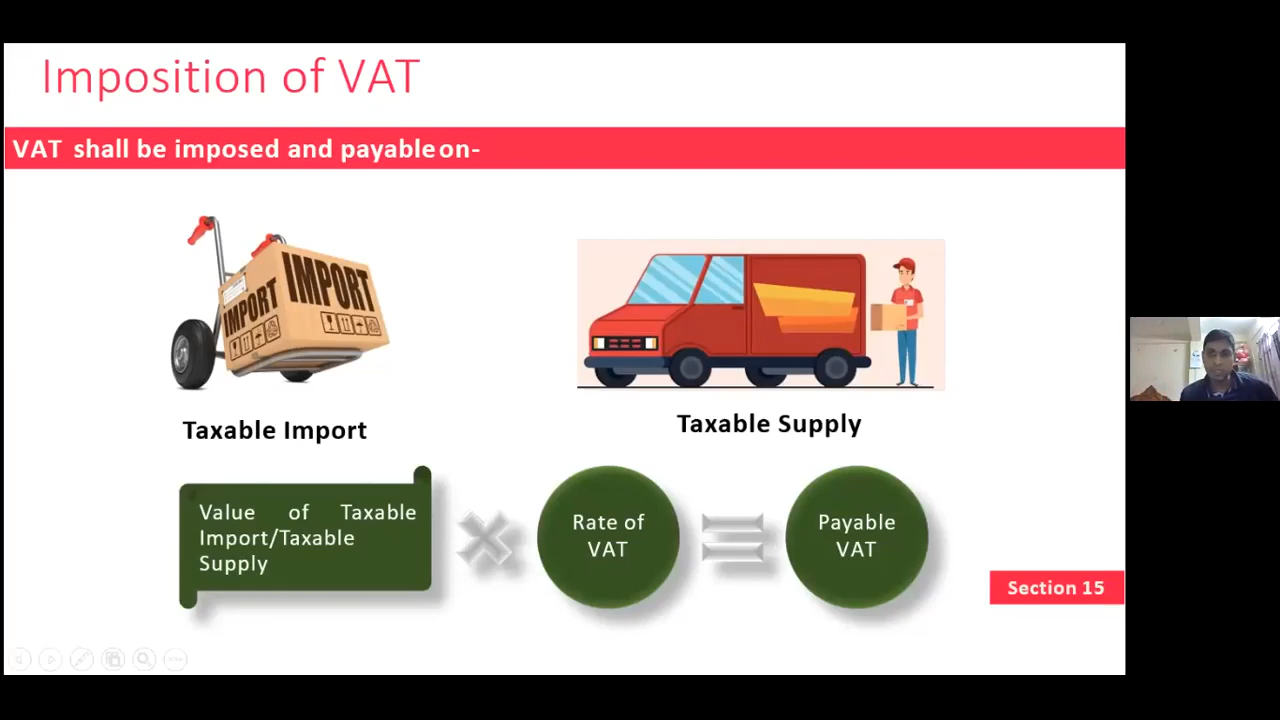 Imposition of VAT
VAT shall be imposed and payable on-
IMPORT
IMPORT
Taxable Import
Taxable Supply
Value of Taxable
Import/Taxable
Supply
Rate of
VAT
Payable
VAT
Section 15